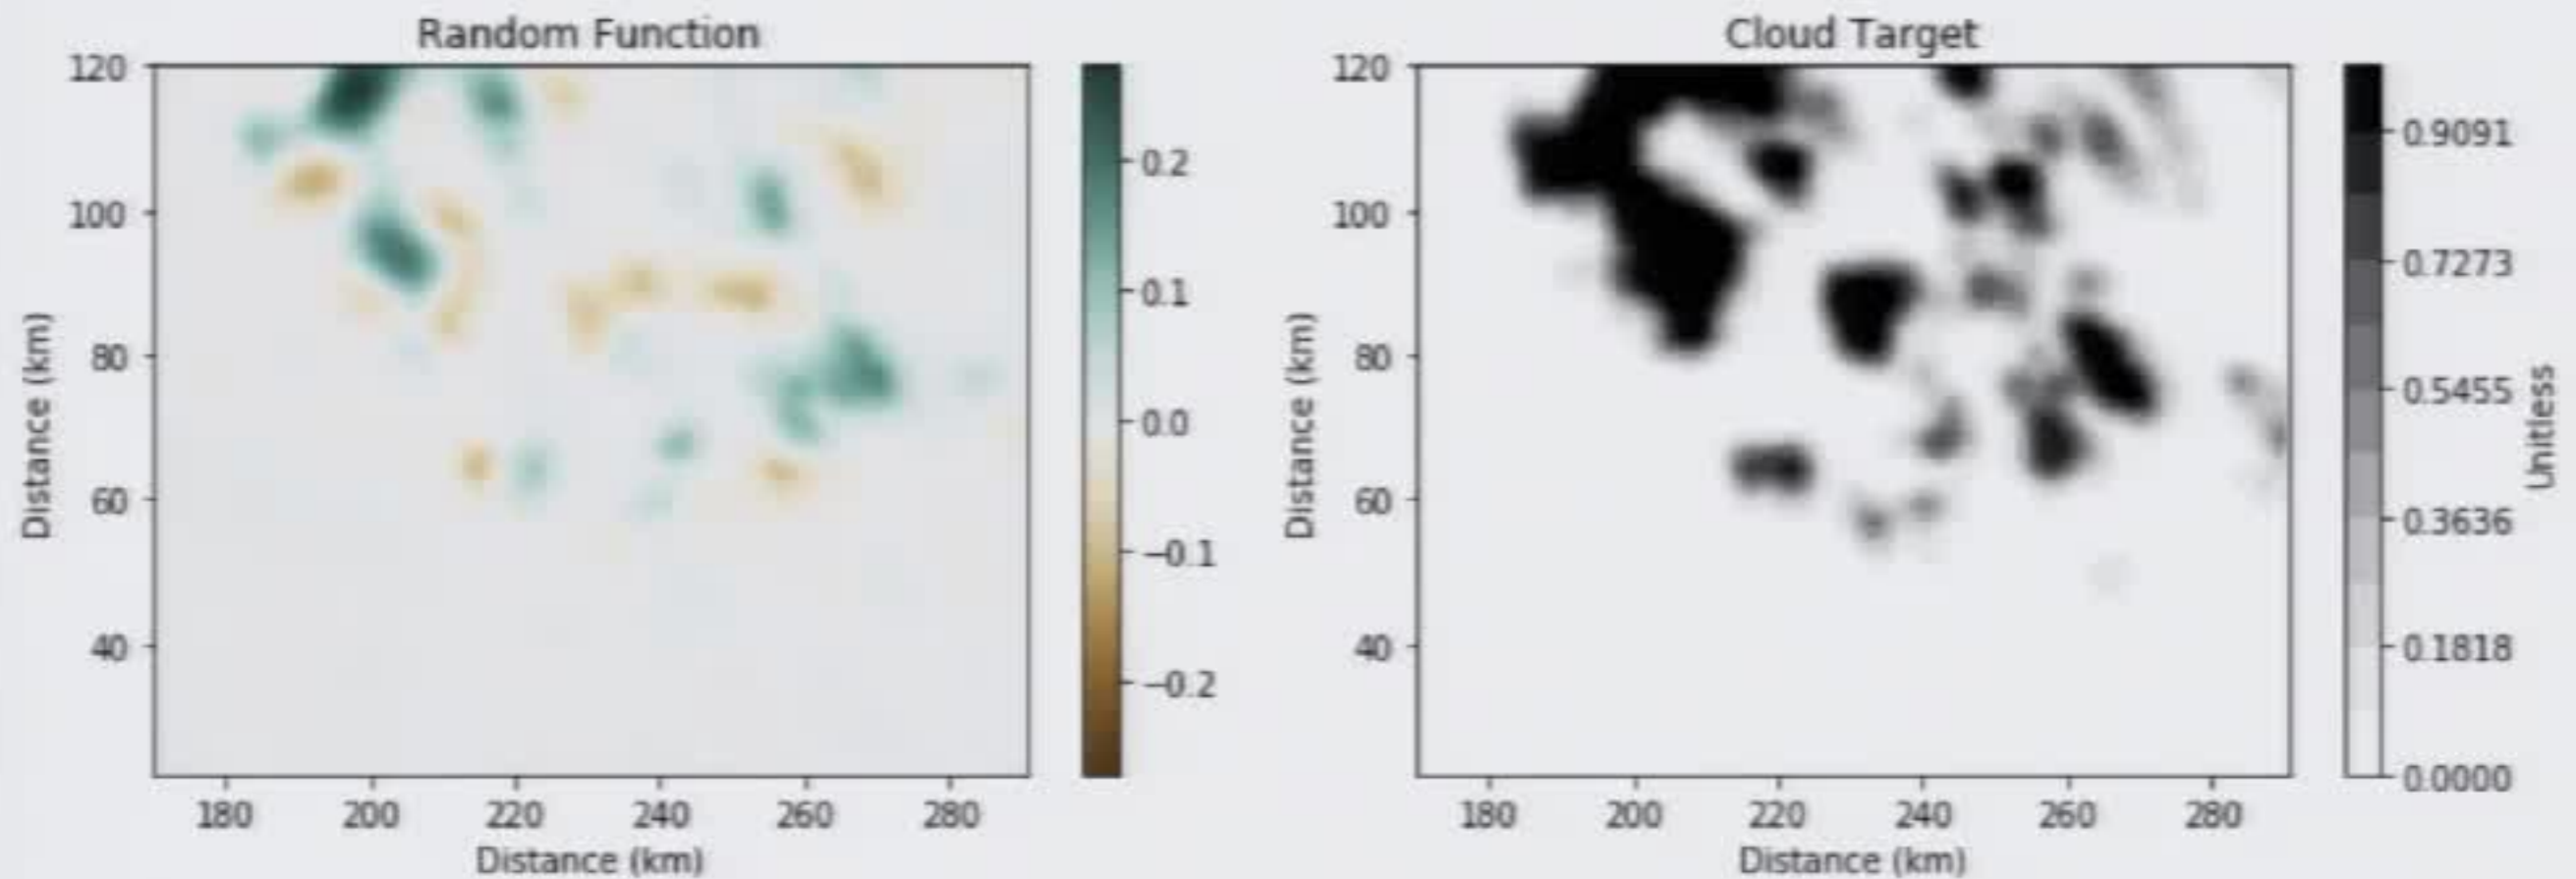 Random Function
120
100
80
60
40
Distance (km)
180 200 220 240 260 280
Distance (km)
0.2
0.1
0.0
−0.1
−0.2
Cloud Target
120
100
80
60
40
Distance (km)
180 200 220 240 260 280
Distance (km)
0.9091
0.7273
0.5455
0.3636
0.1818
0.0000
Unitless